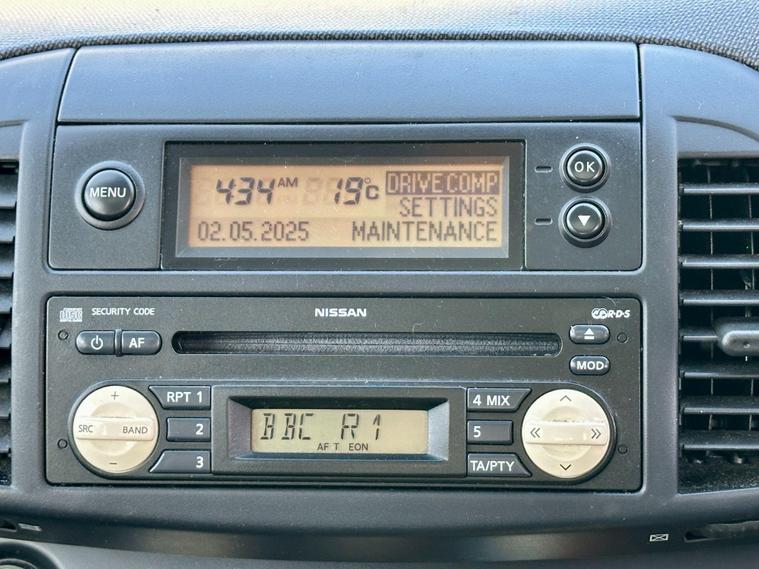 MENU
4:34 AM 19°C DRIVE COMP
SETTINGS
02.05.2025 MAINTENANCE
OK
DISC SECURITY CODE NISSAN R·D·S
AF
MOD
RPT 1 4 MIX
SRC BAND 2 BBC R1 5
AF T EON
3 TA/PTY